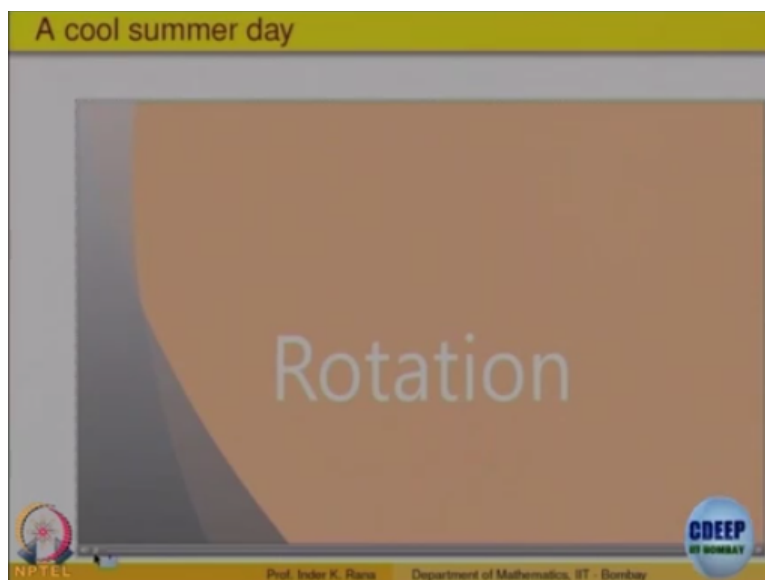 A cool summer day
Rotation
CDEEP
IIT BOMBAY
NPTEL
Prof. Inder K. Rana Department of Mathematics, IIT - Bombay